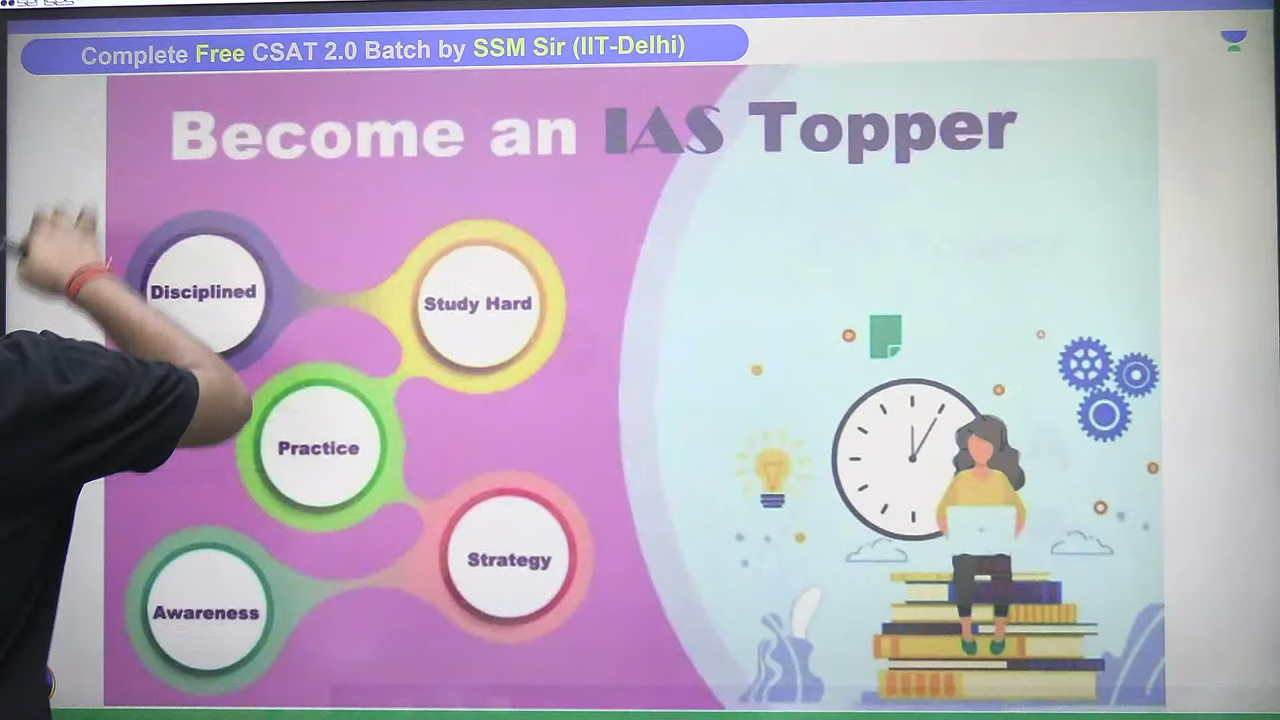 Complete Free CSAT 2.0 Batch by SSM Sir (IIT-Delhi)
Become an IAS Topper
Disciplined
Study Hard
Practice
Strategy
Awareness